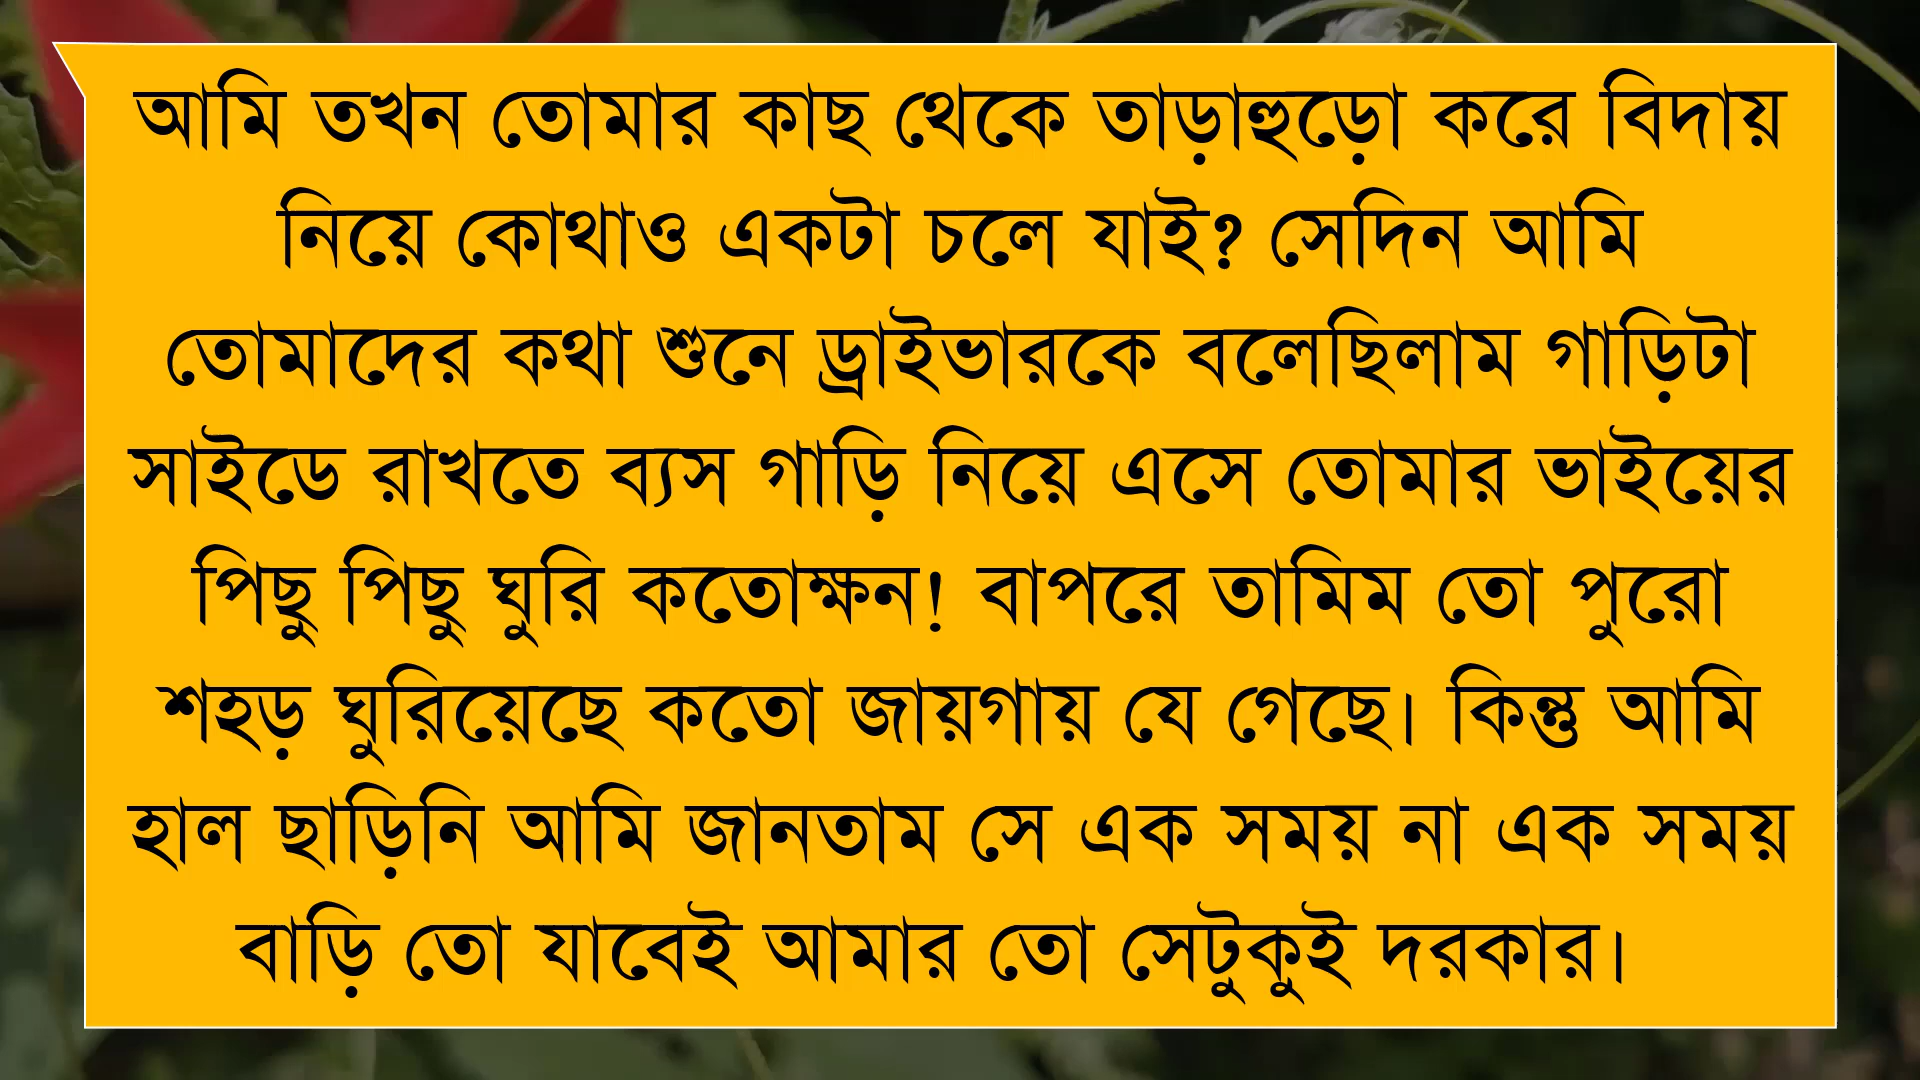 আমি তখন তোমার কাছ থেকে তাড়াহুড়ো করে বিদায়
নিয়ে কোথাও একটা চলে যাই? সেদিন আমি
তোমাদের কথা শুনে ড্রাইভারকে বলেছিলাম গাড়িটা
সাইডে রাখতে ব্যস গাড়ি নিয়ে এসে তোমার ভাইয়ের
পিছু পিছু ঘুরি কতোক্ষন! বাপরে তামিম তো পুরো
শহড় ঘুরিয়েছে কতো জায়গায় যে গেছে। কিন্তু আমি
হাল ছাড়িনি আমি জানতাম সে এক সময় না এক সময়
বাড়ি তো যাবেই আমার তো সেটুকুই দরকার।